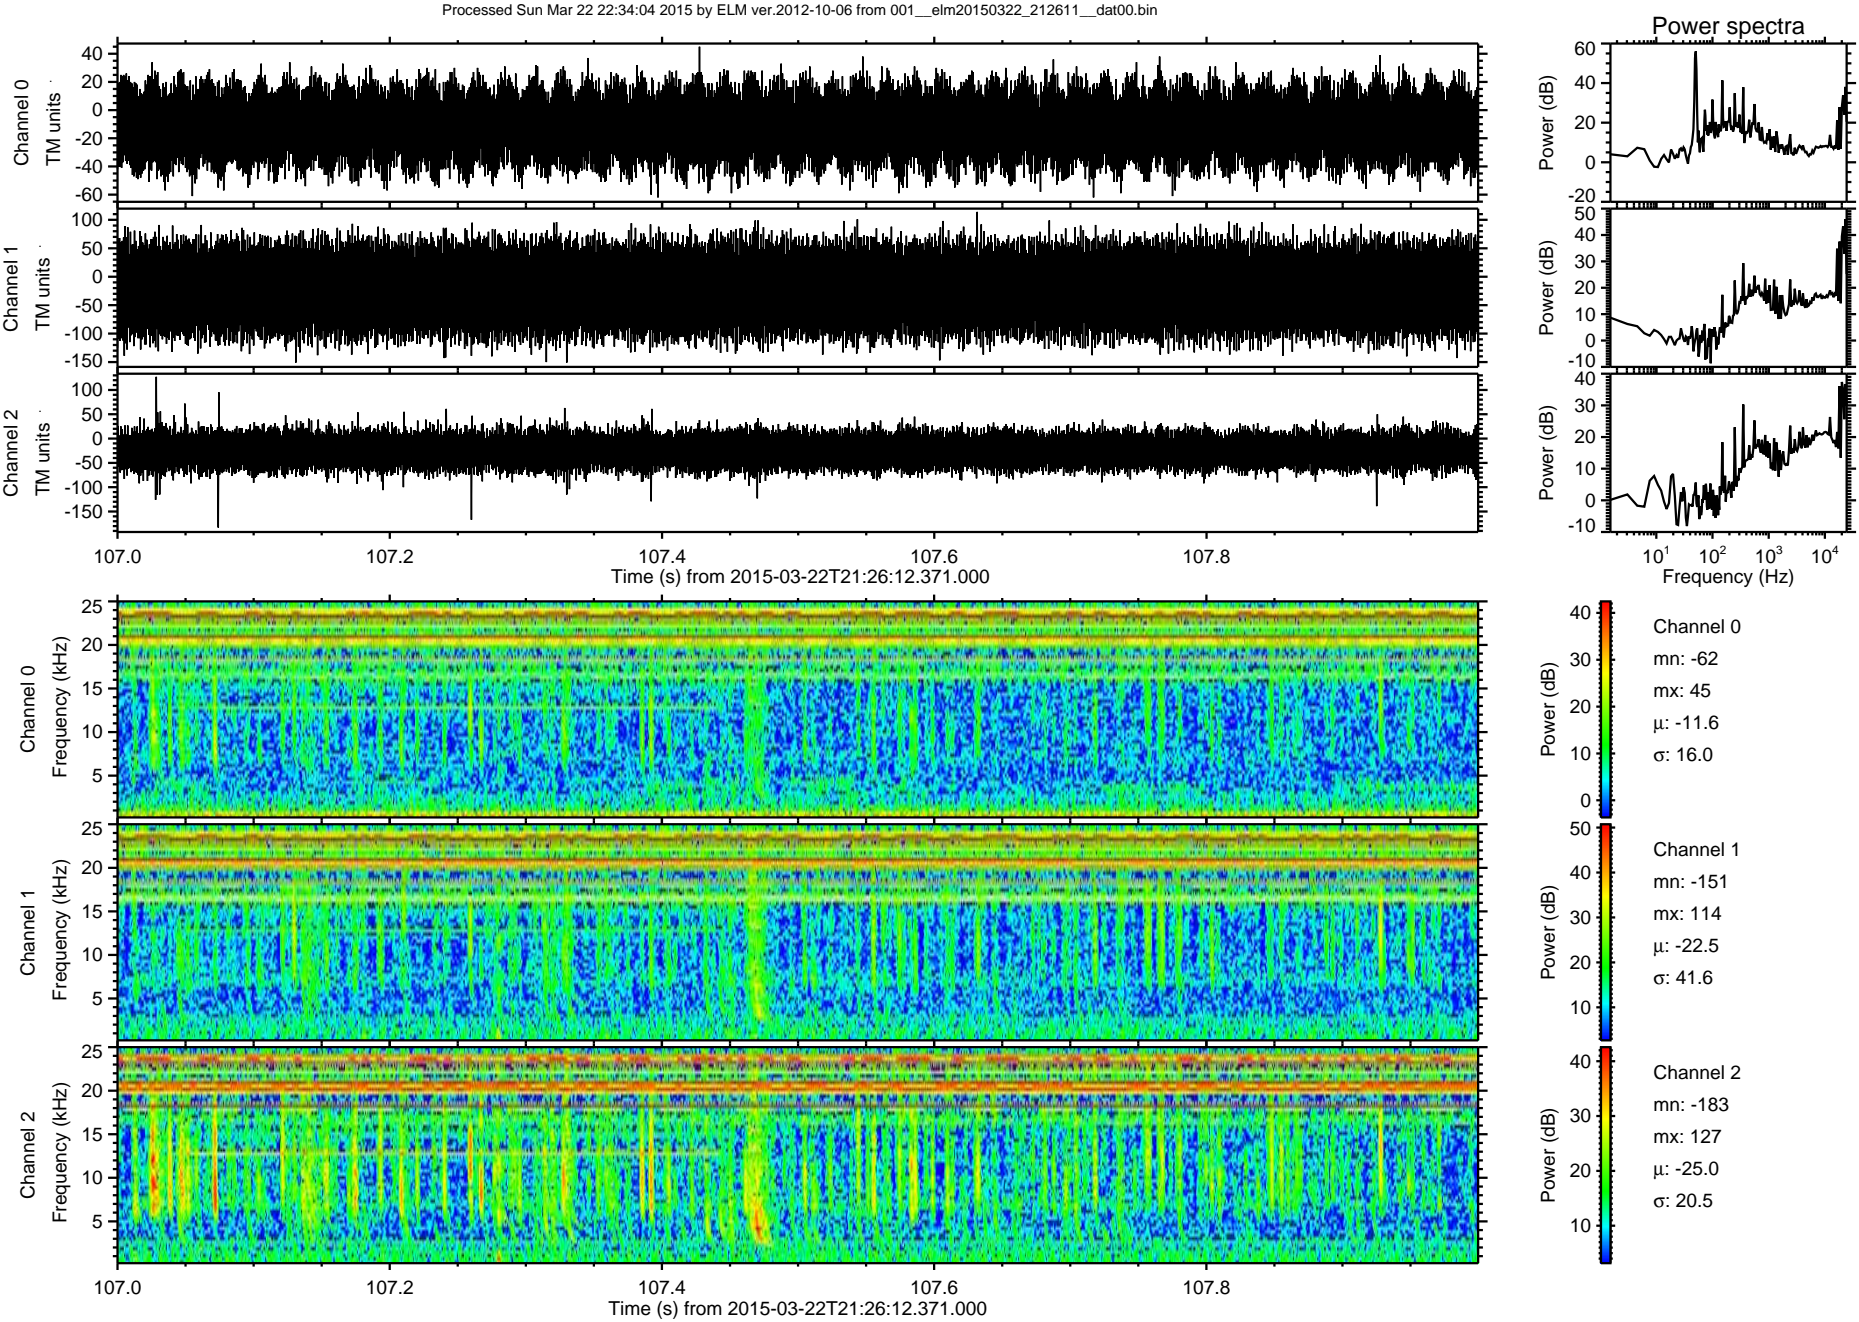 Processed Sun Mar 22 22:34:04 2015 by ELM ver.2012-10-06 from 001__elm20150322_212611__dat00.bin
Power spectra
Channel 0
TM units
40
20
0
-20
-40
-60
Power (dB)
60
40
20
0
-20
Channel 1
TM units
100
50
0
-50
-100
-150
Power (dB)
50
40
30
20
10
0
-10
Channel 2
TM units
100
50
0
-50
-100
-150
Power (dB)
40
30
20
10
0
-10
107.0 107.2 107.4 107.6 107.8
Time (s) from 2015-03-22T21:26:12.371.000
10¹ 10² 10³ 10⁴
Frequency (Hz)
Channel 0
Frequency (kHz)
25
20
15
10
5
Power (dB)
40
30
20
10
0
Channel 0
mn: -62
mx: 45
μ: -11.6
σ: 16.0
Channel 1
Frequency (kHz)
25
20
15
10
5
Power (dB)
50
40
30
20
10
Channel 1
mn: -151
mx: 114
μ: -22.5
σ: 41.6
Channel 2
Frequency (kHz)
25
20
15
10
5
Power (dB)
40
30
20
10
Channel 2
mn: -183
mx: 127
μ: -25.0
σ: 20.5
107.0 107.2 107.4 107.6 107.8
Time (s) from 2015-03-22T21:26:12.371.000